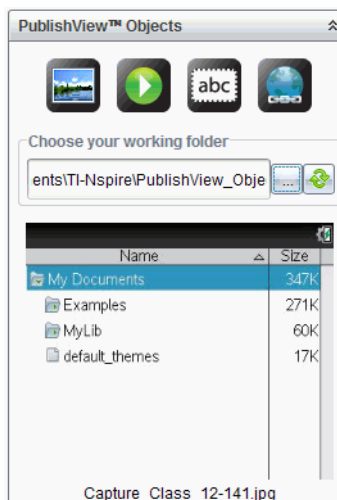 PublishView™ Objects
abc
Choose your working folder
ents\TI-Nspire\PublishView_Obje ...
Name Size
My Documents 347K
Examples 271K
MyLib 60K
default_themes 17K
Capture_Class_12-141.jpg